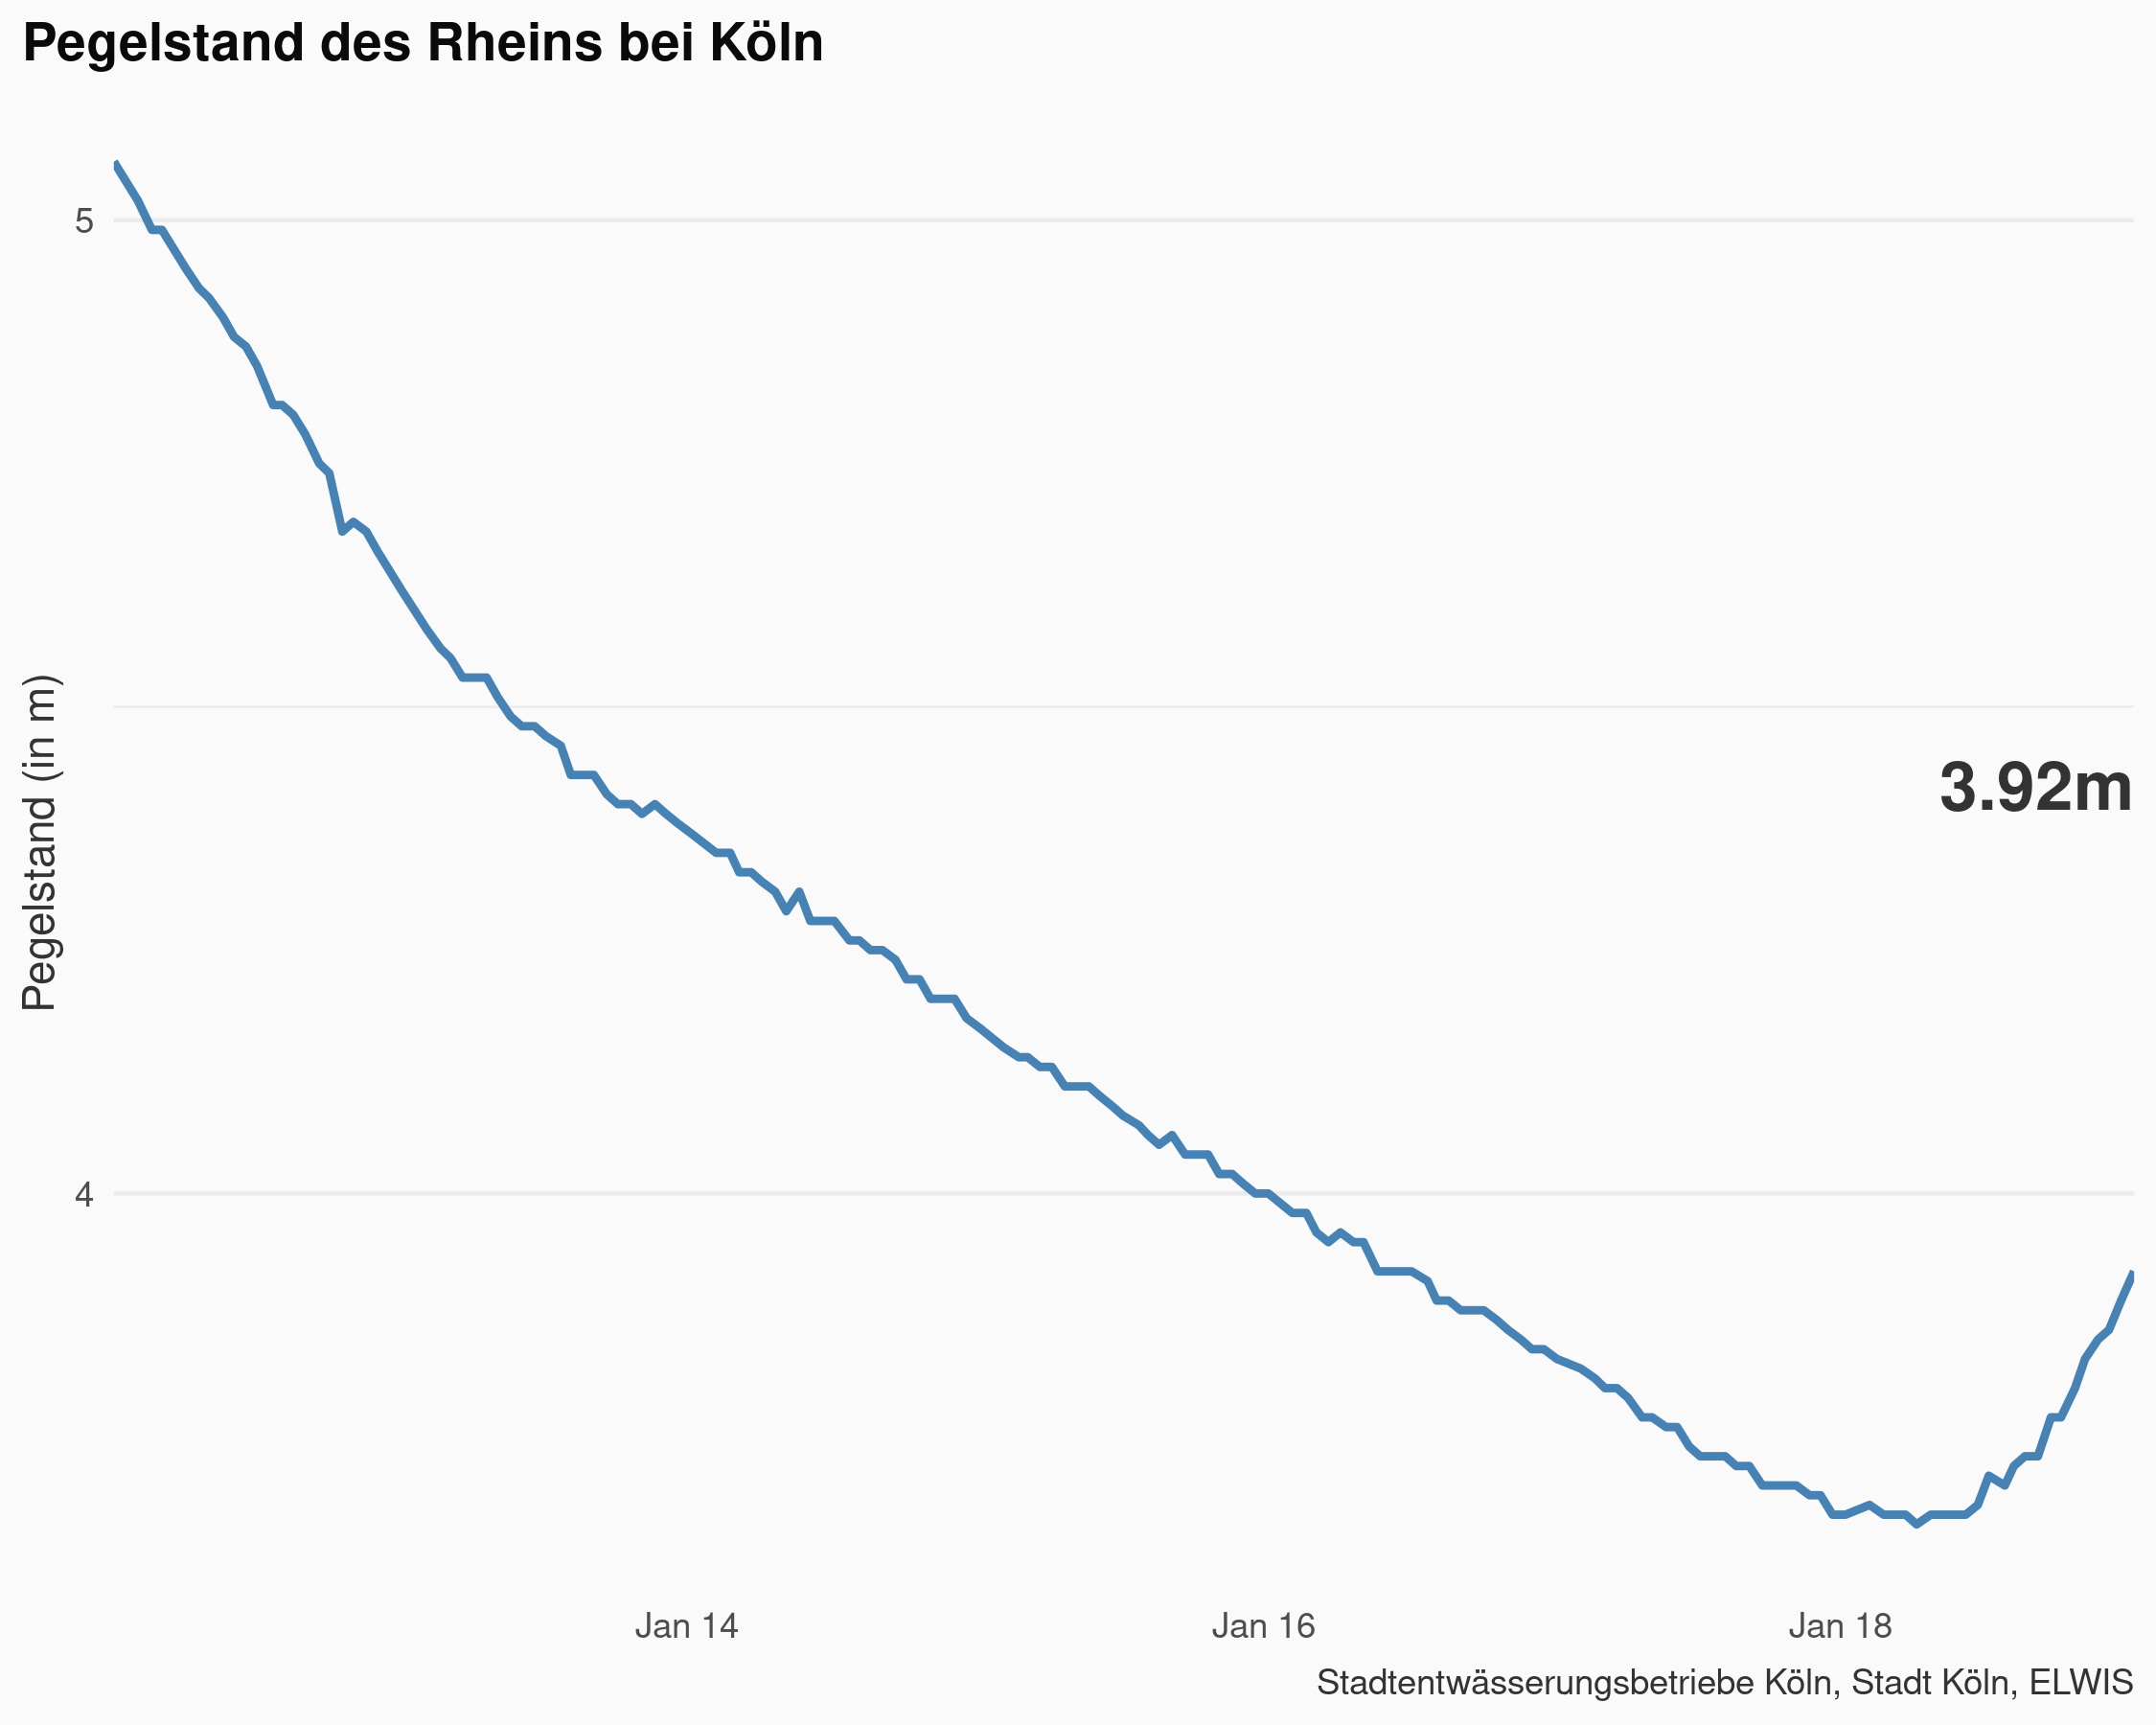 Pegelstand des Rheins bei Köln
Pegelstand (in m)
5
4
3.92m
Jan 14
Jan 16
Jan 18
Stadtentwässerungsbetriebe Köln, Stadt Köln, ELWIS